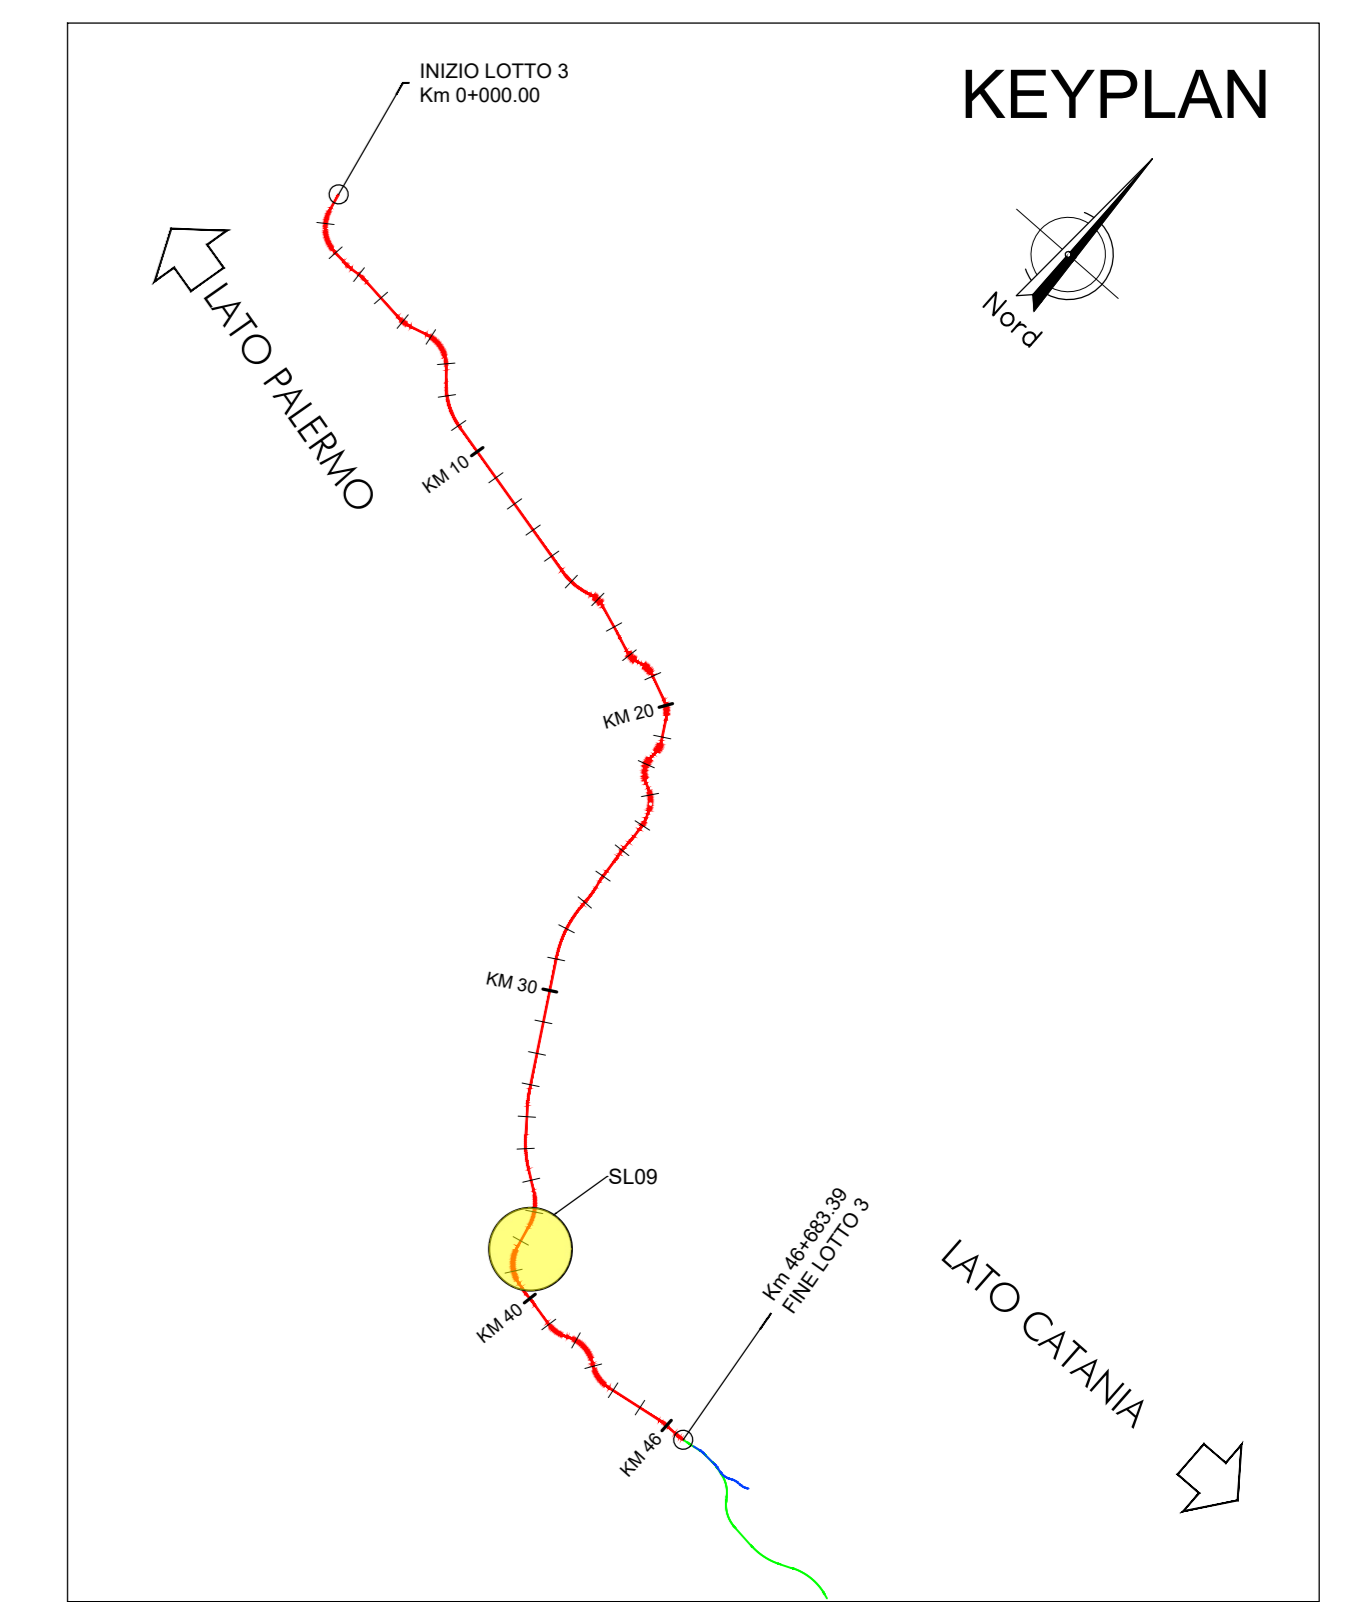 INIZIO LOTTO 3
Km 0+000.00
KEYPLAN
Nord
LATO PALERMO
KM 10
KM 20
KM 30
SL09
Km 46+683.39
FINE LOTTO 3
LATO CATANIA
KM 40
KM 46